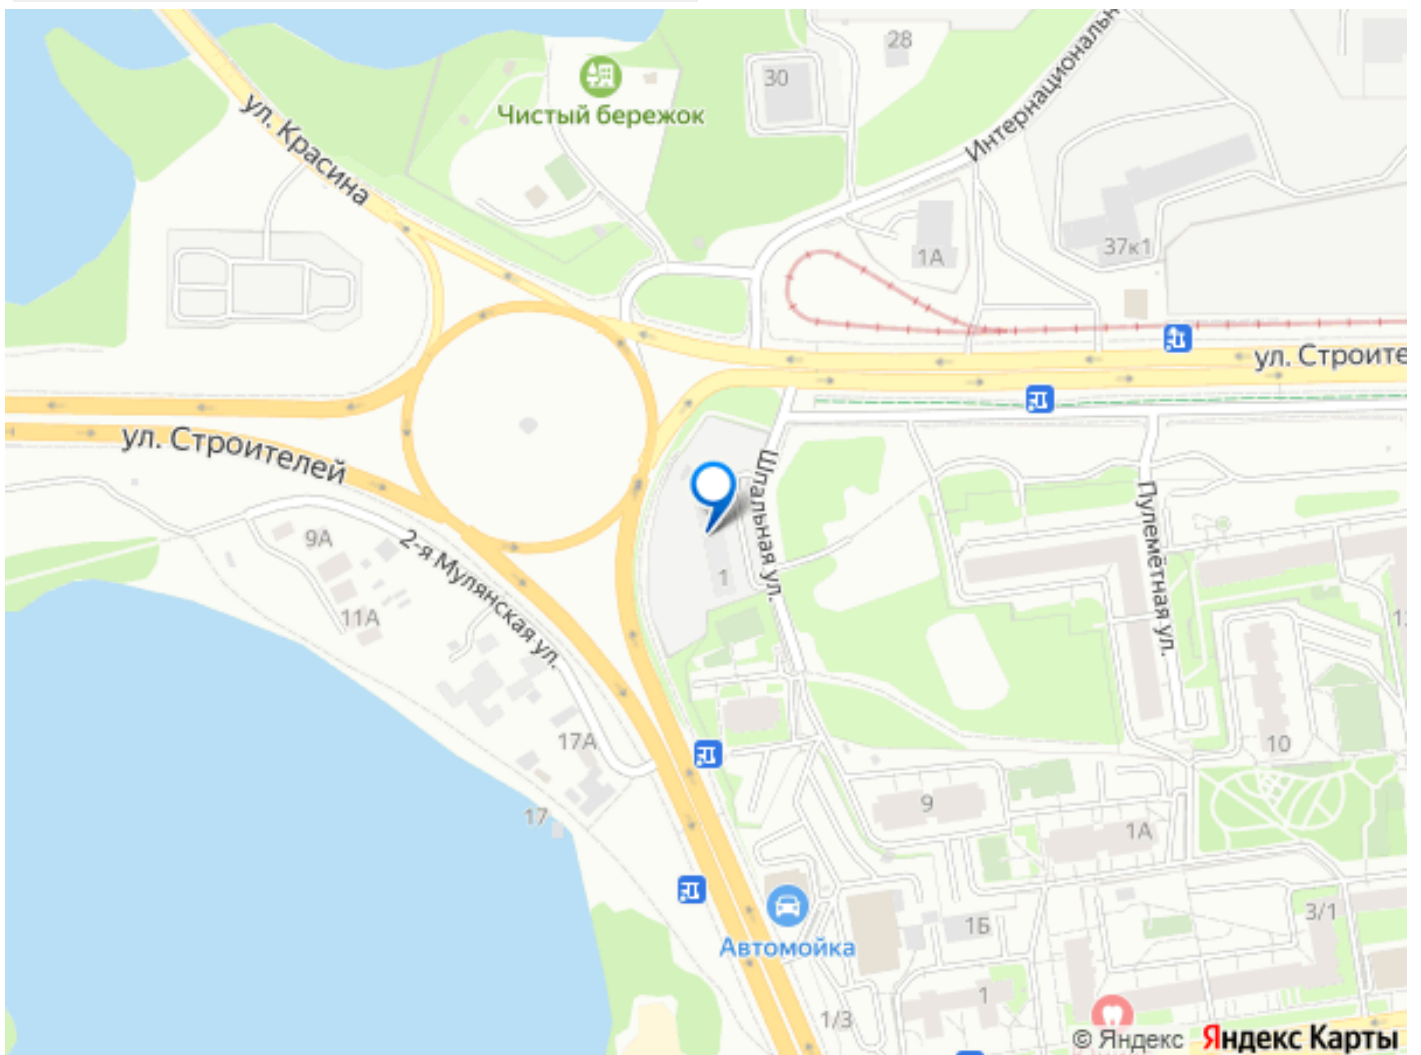 28
30
Чистый бережок
ул. Красина
Интернациональн
1А
37к1
ул. Строите
ул. Строителей
Шпальная ул.
Пулемётная ул.
9А
2-я Мулянская ул.
1
11А
17А
10
17
9
1А
3/1
Автомойка
1Б
1
1/3
© Яндекс Яндекс Карты